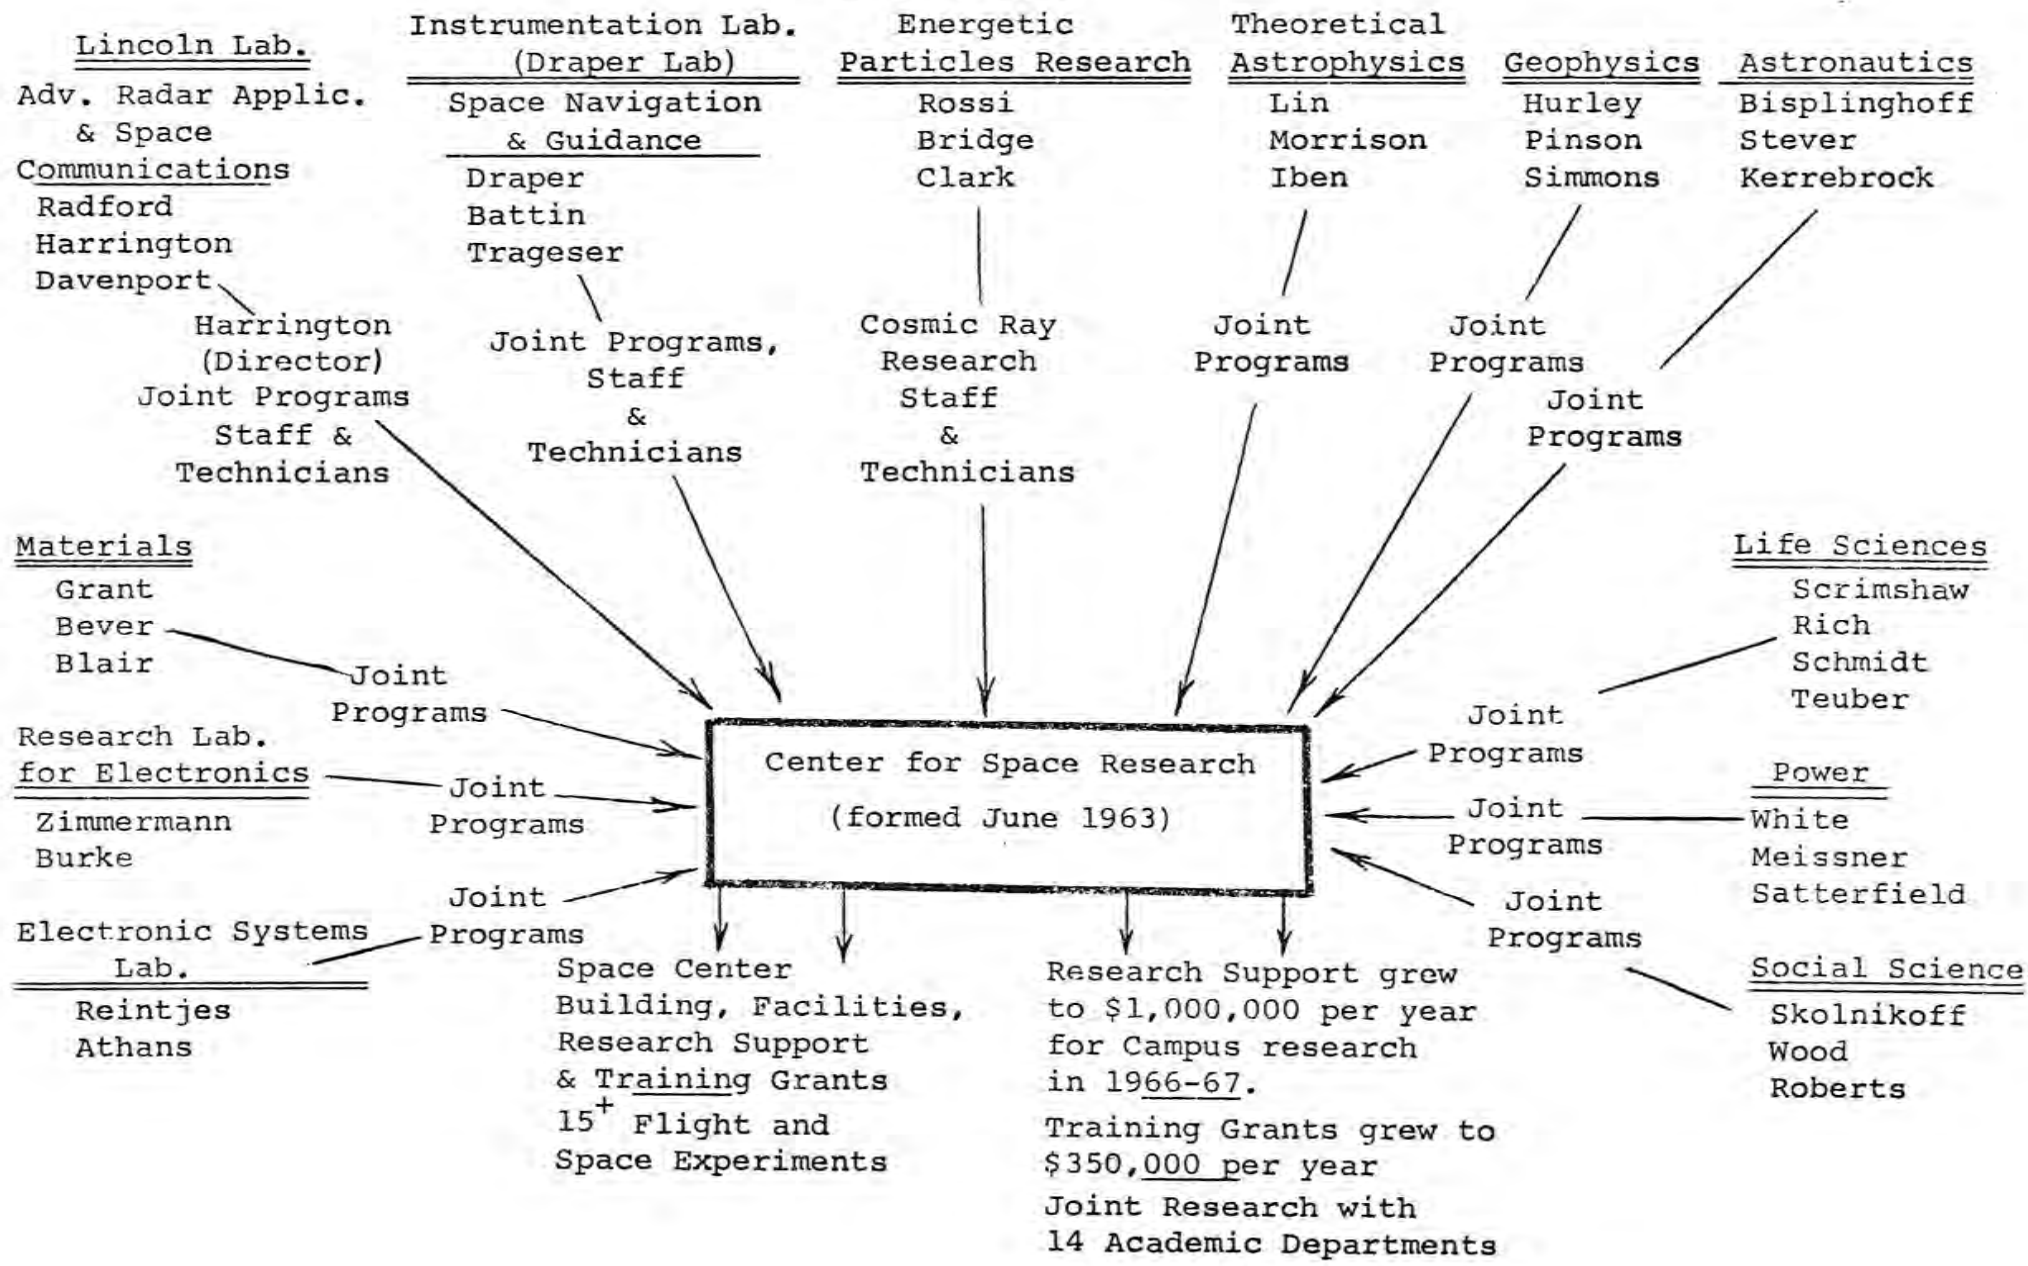 Lincoln Lab.
Adv. Radar Applic.
& Space
Communications
Radford
Harrington
Davenport
Harrington
(Director)
Joint Programs
Staff &
Technicians
Instrumentation Lab.
(Draper Lab)
Space Navigation
& Guidance
Draper
Battin
Trageser
Joint Programs,
Staff
&
Technicians
Energetic
Particles Research
Rossi
Bridge
Clark
Cosmic Ray
Research
Staff
&
Technicians
Theoretical
Astrophysics
Lin
Morrison
Iben
Joint
Programs
Geophysics
Hurley
Pinson
Simmons
Joint
Programs
Astronautics
Bisplinghoff
Stever
Kerrebrock
Joint
Programs
Materials
Grant
Bever
Blair
Joint
Programs
Research Lab.
for Electronics
Zimmermann
Burke
Joint
Programs
Electronic Systems
Lab.
Reintjes
Athans
Joint
Programs
Center for Space Research
(formed June 1963)
Life Sciences
Scrimshaw
Rich
Schmidt
Teuber
Joint
Programs
Power
White
Meissner
Satterfield
Joint
Programs
Social Science
Skolnikoff
Wood
Roberts
Joint
Programs
Space Center
Building, Facilities,
Research Support
& Training Grants
15+ Flight and
Space Experiments
Research Support grew
to $1,000,000 per year
for Campus research
in 1966-67.
Training Grants grew to
$350,000 per year
Joint Research with
14 Academic Departments